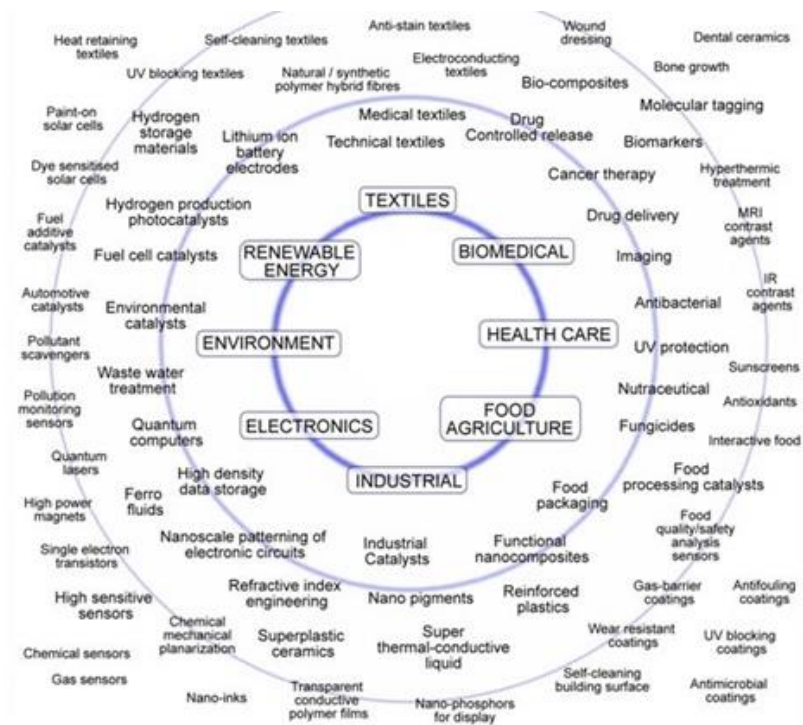 Anti-stain textiles
Wound
dressing
Dental ceramics
Heat retaining
textiles
Self-cleaning textiles
Electroconducting
textiles
Bone growth
UV blocking textiles
Natural / synthetic
polymer hybrid fibres
Bio-composites
Molecular tagging
Paint-on
solar cells
Hydrogen
storage
materials
Lithium ion
battery
electrodes
Medical textiles
Technical textiles
Drug
Controlled release
Biomarkers
Dye sensitised
solar cells
Cancer therapy
Hyperthermic
treatment
Hydrogen production
photocatalysts
TEXTILES
Drug delivery
MRI
contrast
agents
Fuel
additive
catalysts
Fuel cell catalysts
RENEWABLE
ENERGY
BIOMEDICAL
Imaging
IR
contrast
agents
Automotive
catalysts
Environmental
catalysts
Antibacterial
Pollutant
scavengers
ENVIRONMENT
HEALTH CARE
UV protection
Sunscreens
Waste water
treatment
Nutraceutical
Antioxidants
Pollution
monitoring
sensors
Quantum
computers
ELECTRONICS
FOOD
AGRICULTURE
Fungicides
Interactive food
Quantum
lasers
High density
data storage
INDUSTRIAL
Food
packaging
Food
processing catalysts
High power
magnets
Ferro
fluids
Food
quality/safety
analysis
sensors
Single electron
transistors
Nanoscale patterning of
electronic circuits
Industrial
Catalysts
Functional
nanocomposites
High sensitive
sensors
Refractive index
engineering
Nano pigments
Reinforced
plastics
Gas-barrier
coatings
Antifouling
coatings
Chemical
mechanical
planarization
Superplastic
ceramics
Super
thermal-conductive
liquid
Wear resistant
coatings
UV blocking
coatings
Chemical sensors
Gas sensors
Nano-inks
Transparent
conductive
polymer films
Nano-phosphors
for display
Self-cleaning
building surface
Antimicrobial
coatings